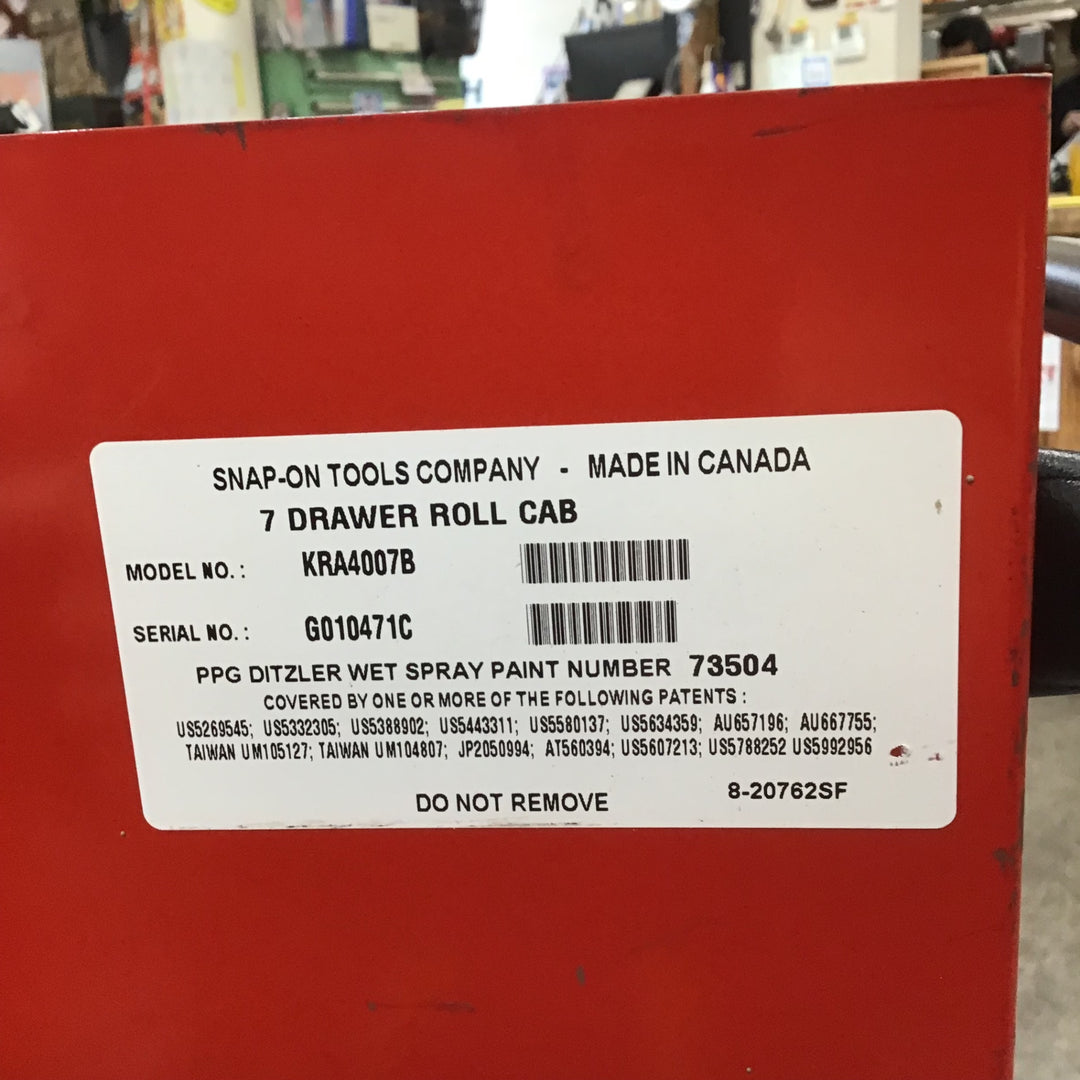 SNAP-ON TOOLS COMPANY - MADE IN CANADA
7 DRAWER ROLL CAB
MODEL NO. : KRA4007B
SERIAL NO. : G010471C
PPG DITZLER WET SPRAY PAINT NUMBER 73504
COVERED BY ONE OR MORE OF THE FOLLOWING PATENTS :
US5269545; US5332305; US5388902; US5443311; US5580137; US5634359; AU657196; AU667755;
TAIWAN UM105127; TAIWAN UM104807; JP2050994; AT560394; US5607213; US5788252 US5992956
DO NOT REMOVE 8-20762SF